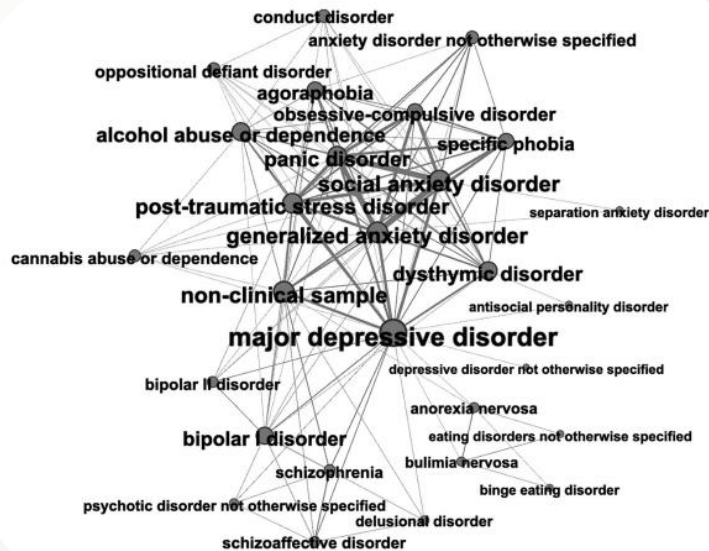 conduct disorder
anxiety disorder not otherwise specified
oppositional defiant disorder
agoraphobia
obsessive-compulsive disorder
alcohol abuse or dependence
specific phobia
panic disorder
social anxiety disorder
post-traumatic stress disorder
separation anxiety disorder
generalized anxiety disorder
cannabis abuse or dependence
dysthymic disorder
non-clinical sample
antisocial personality disorder
major depressive disorder
depressive disorder not otherwise specified
bipolar II disorder
anorexia nervosa
eating disorders not otherwise specified
bipolar I disorder
bulimia nervosa
schizophrenia
binge eating disorder
psychotic disorder not otherwise specified
delusional disorder
schizoaffective disorder